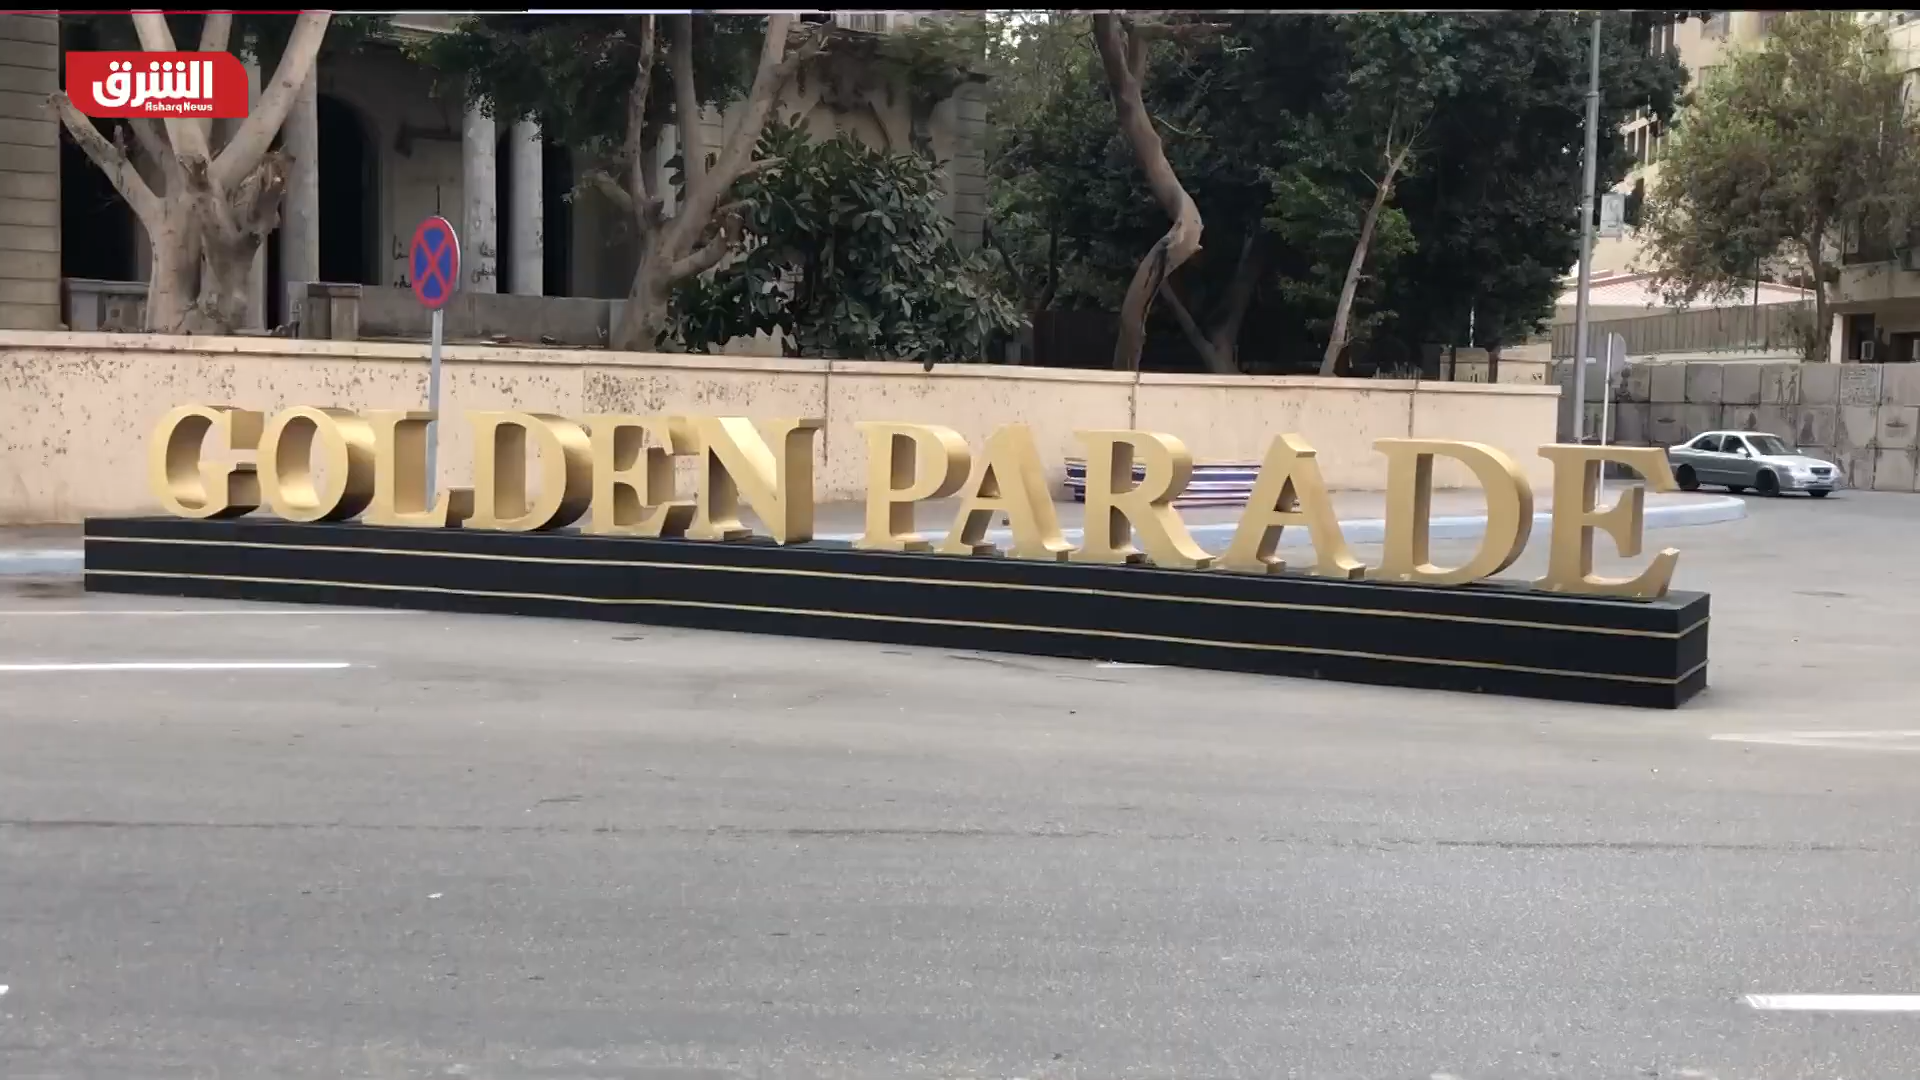 الشرق
Asharq News
GOLDEN PARADE